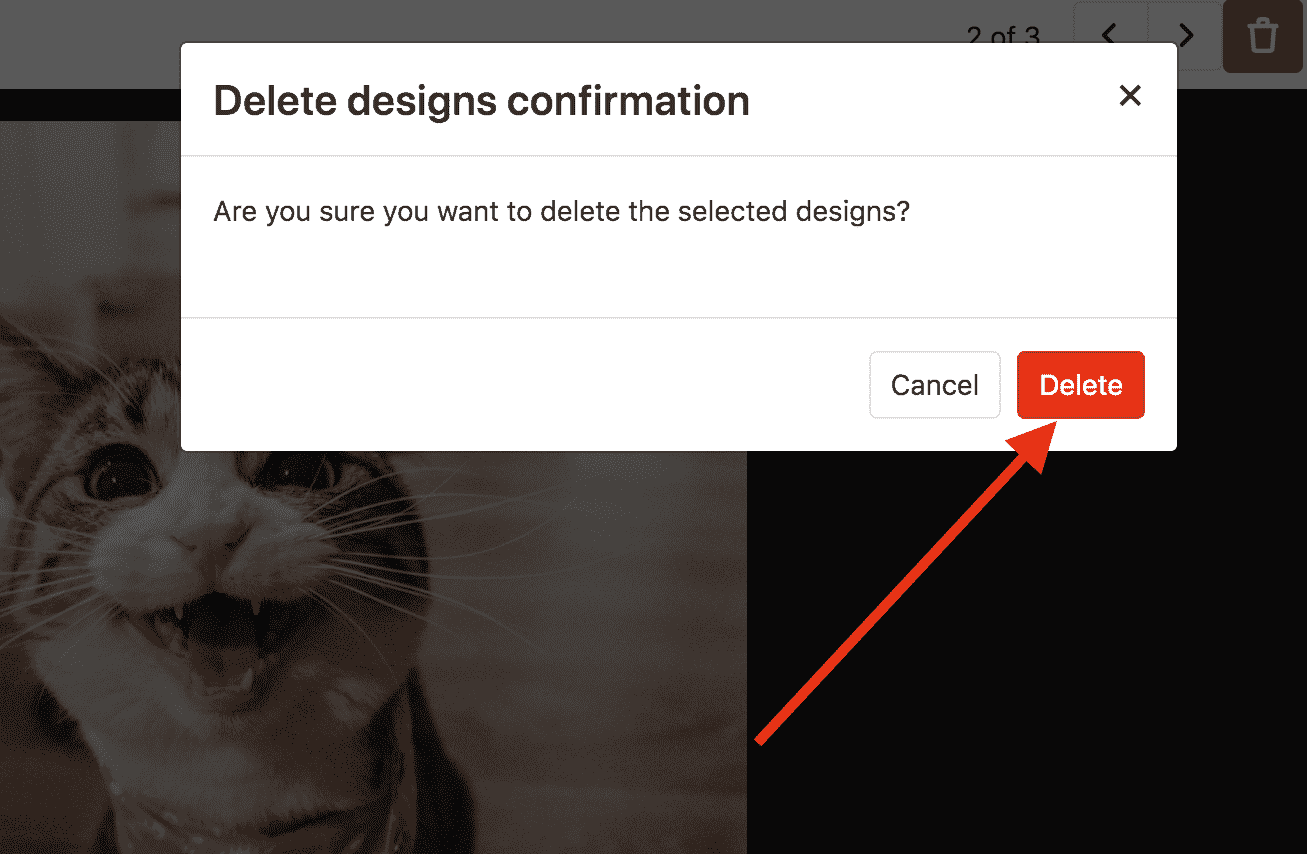 2 of 3
Delete designs confirmation
Are you sure you want to delete the selected designs?
Cancel
Delete